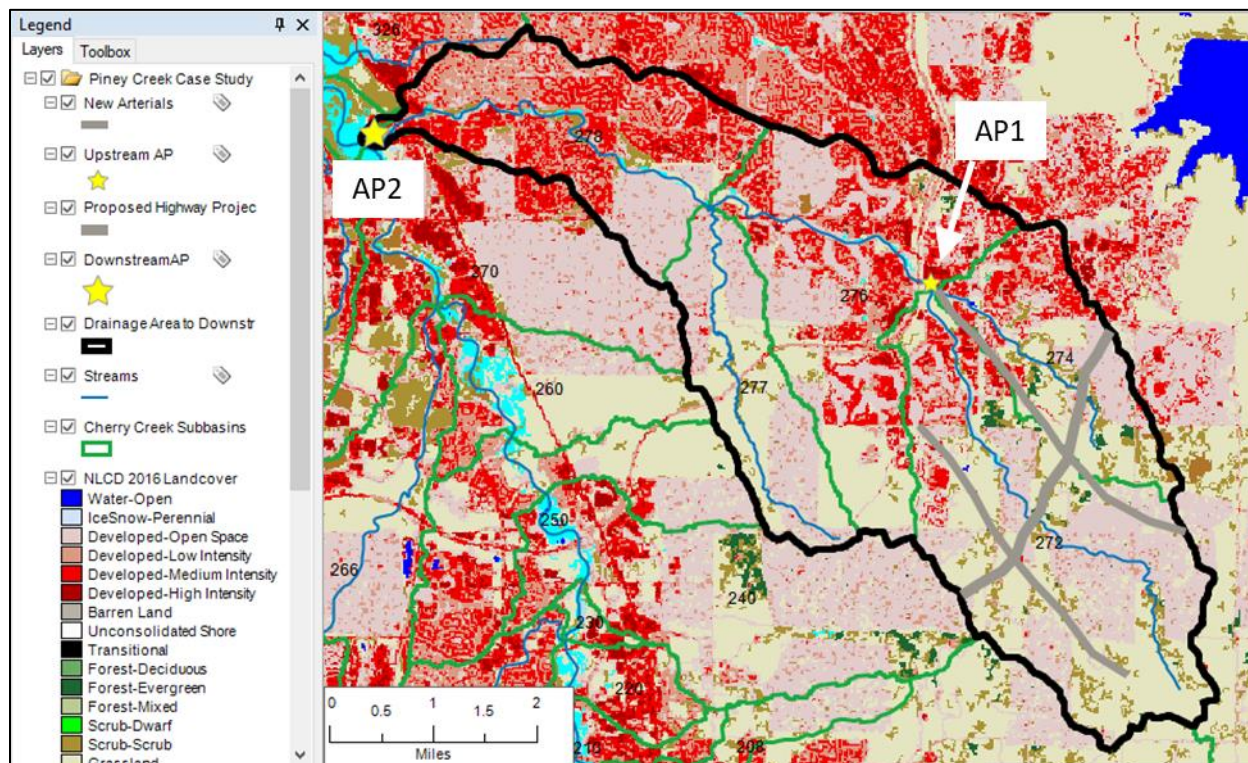 Legend
Layers
Toolbox
Piney Creek Case Study
New Arterials
Upstream AP
Proposed Highway Projec
DownstreamAP
Drainage Area to Downstr
Streams
Cherry Creek Subbasins
NLCD 2016 Landcover
Water-Open
IceSnow-Perennial
Developed-Open Space
Developed-Low Intensity
Developed-Medium Intensity
Developed-High Intensity
Barren Land
Unconsolidated Shore
Transitional
Forest-Deciduous
Forest-Evergreen
Forest-Mixed
Scrub-Dwarf
Scrub-Scrub
Grassland
326
278
AP1
AP2
270
276
274
260
277
250
272
266
240
230
220
210
208
0 0.5 1 1.5 2
Miles